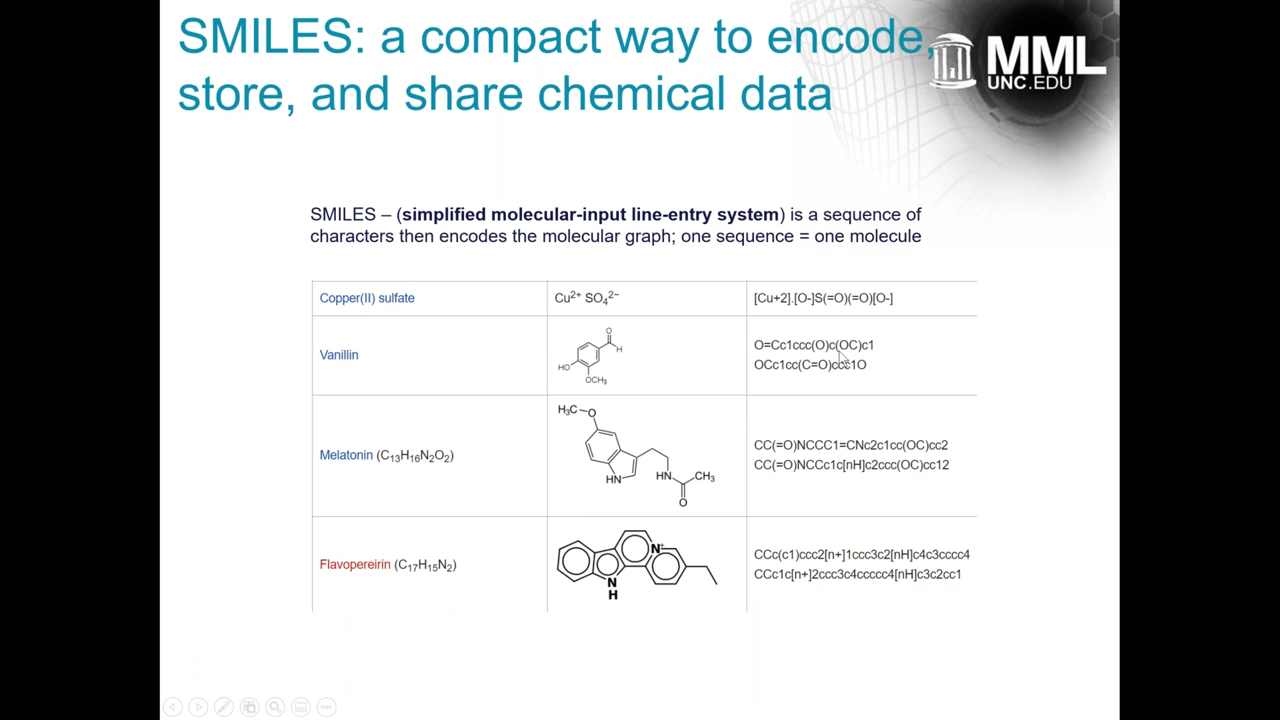 SMILES: a compact way to encode,
store, and share chemical data
MML
UNC.EDU
SMILES – (simplified molecular-input line-entry system) is a sequence of
characters then encodes the molecular graph; one sequence = one molecule
Copper(II) sulfate
Cu²⁺ SO₄²⁻
[Cu+2].[O-]S(=O)(=O)[O-]
Vanillin
O
H
HO
OCH₃
O=Cc1ccc(O)c(OC)c1
OCc1cc(C=O)ccc1O
Melatonin (C₁₃H₁₆N₂O₂)
H₃C
O
HN
HN
CH₃
O
CC(=O)NCCC1=CNc2c1cc(OC)cc2
CC(=O)NCCc1c[nH]c2ccc(OC)cc12
Flavopereirin (C₁₇H₁₅N₂)
N⁺
N
H
CCc(c1)ccc2[n+]1ccc3c2[nH]c4c3cccc4
CCc1c[n+]2ccc3c4ccccc4[nH]c3c2cc1